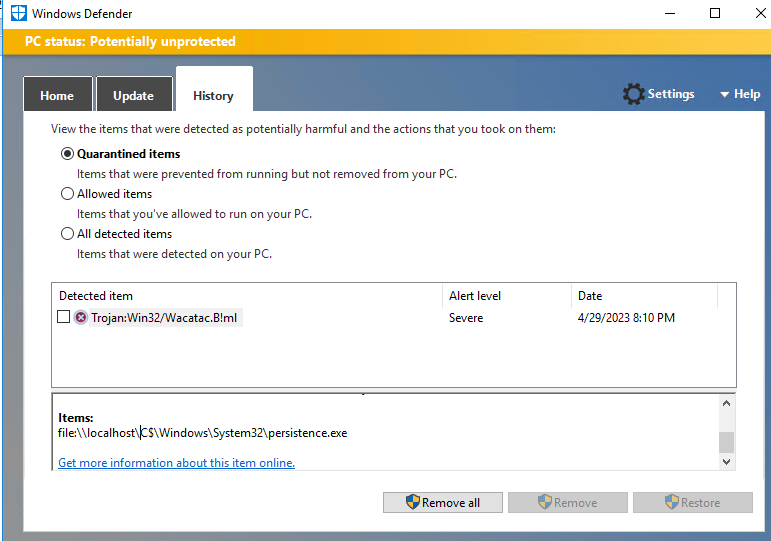 Windows Defender
PC status: Potentially unprotected
Home
Update
History
Settings
Help
View the items that were detected as potentially harmful and the actions that you took on them:
Quarantined items
Items that were prevented from running but not removed from your PC.
Allowed items
Items that you've allowed to run on your PC.
All detected items
Items that were detected on your PC.
Detected item Alert level Date
Trojan:Win32/Wacatac.B!ml Severe 4/29/2023 8:10 PM
Items:
file:\\localhost\C$\Windows\System32\persistence.exe
Get more information about this item online.
Remove all Remove Restore